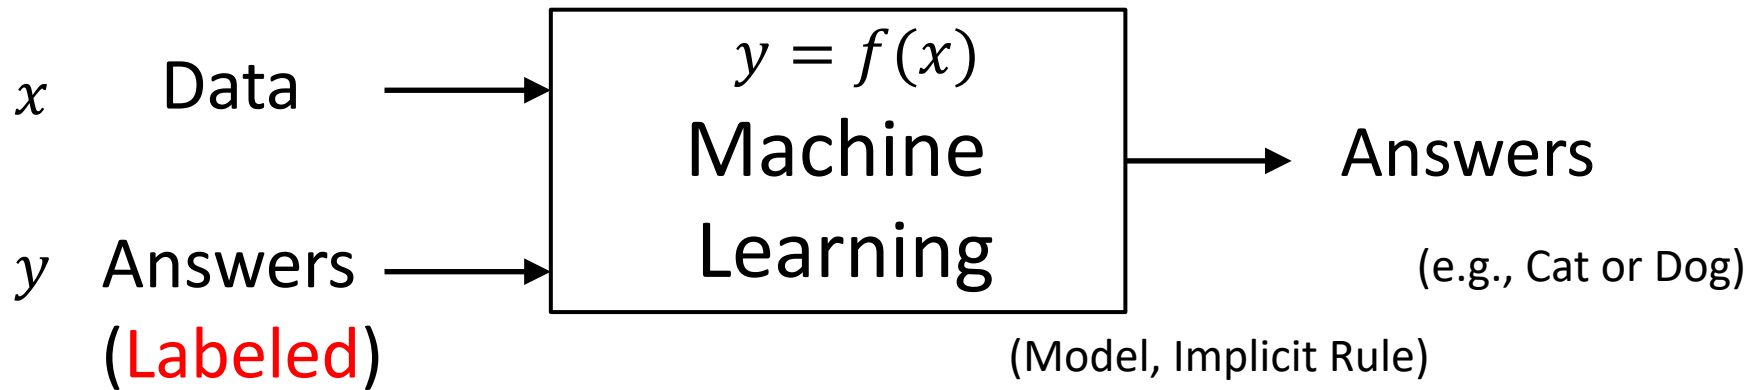 y = f(x)
x Data
Machine
Learning
Answers
y Answers
(Labeled)
(e.g., Cat or Dog)
(Model, Implicit Rule)